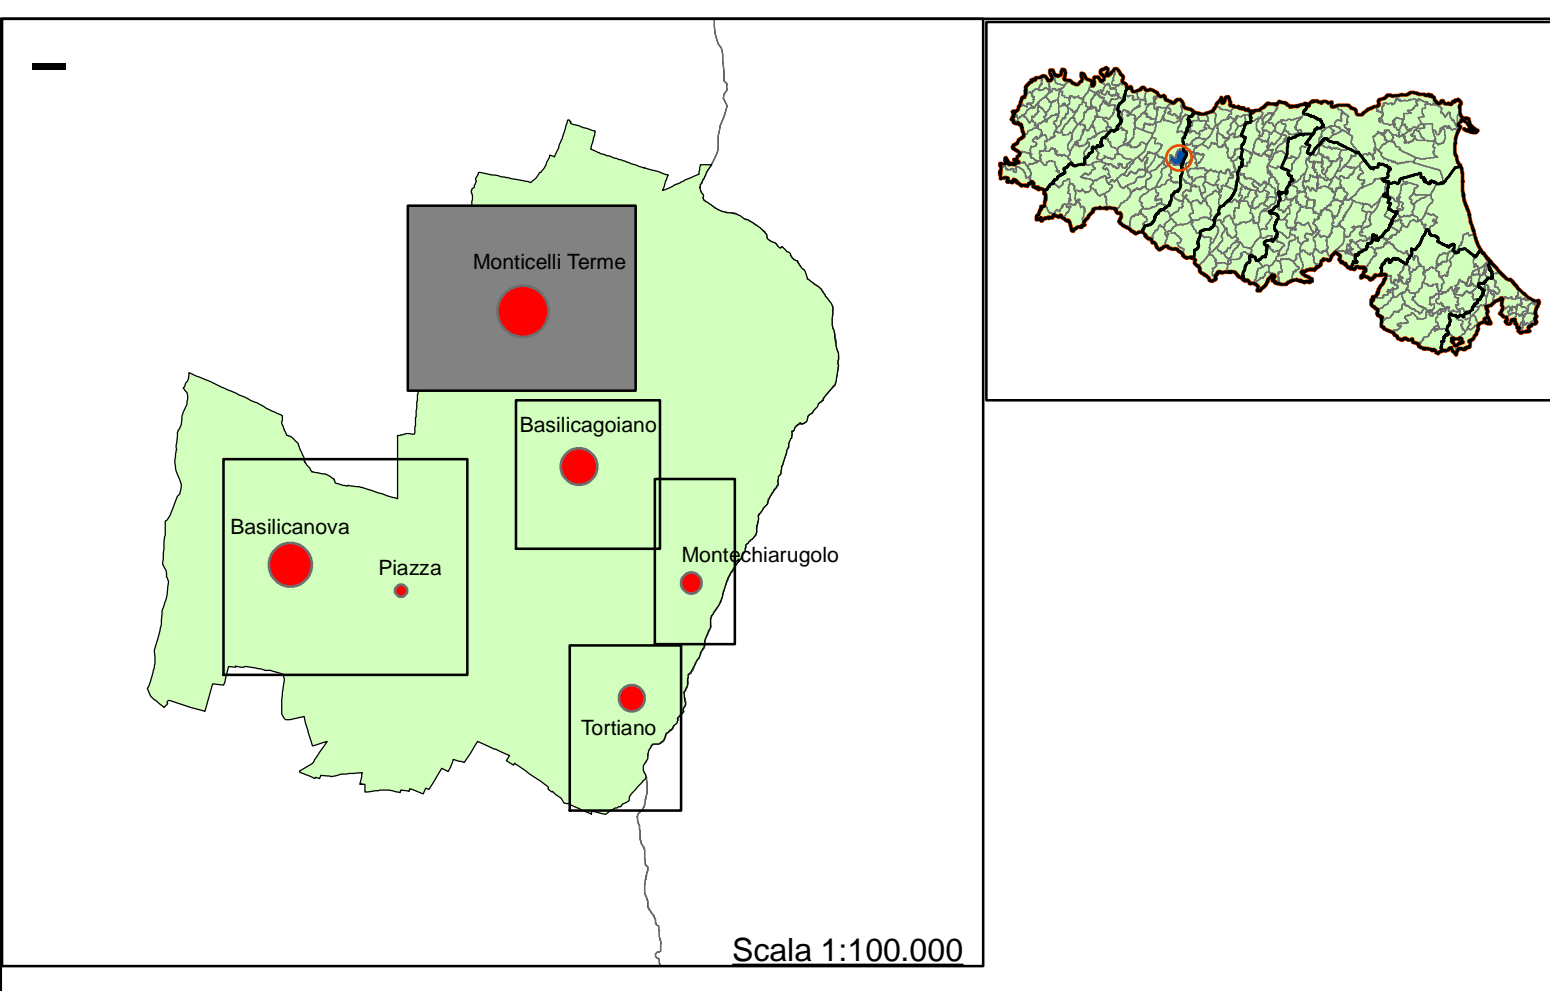 Monticelli Terme
Basilicagoiano
Basilicanova
Piazza
Montechiarugolo
Tortiano
Scala 1:100.000